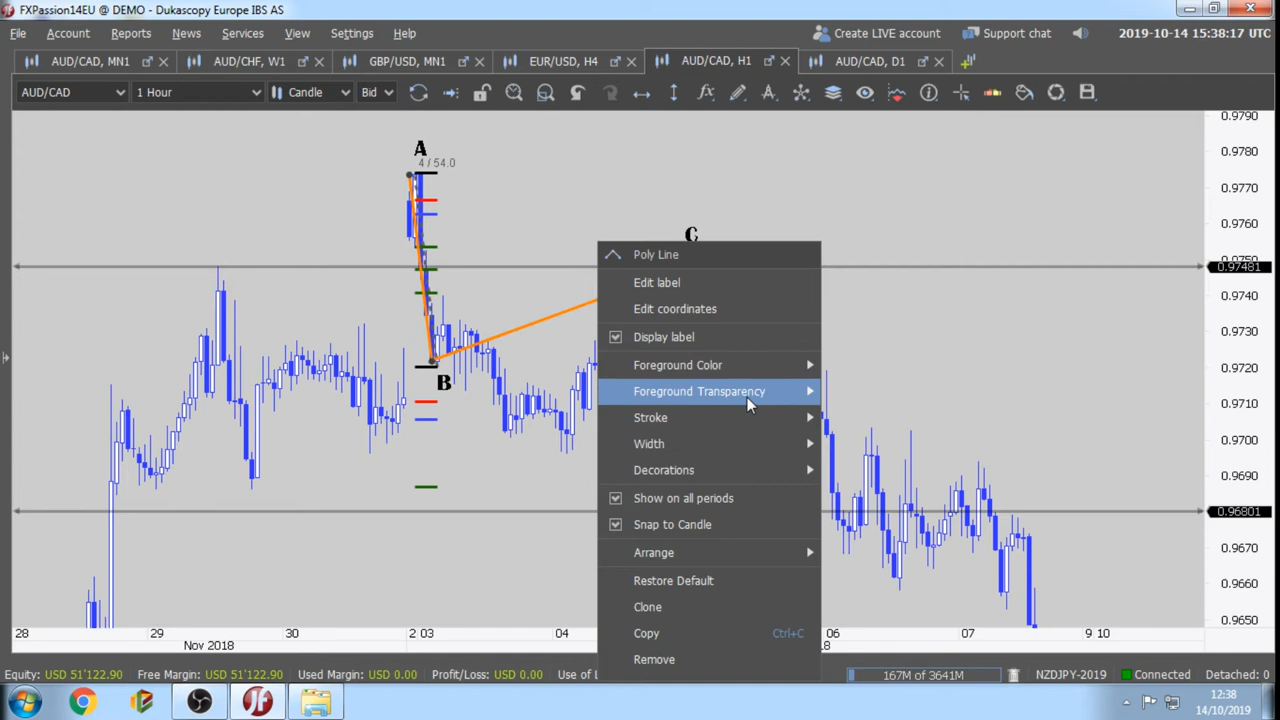 FXPassion14EU @ DEMO - Dukascopy Europe IBS AS
File Account Reports News Services View Settings Help
Create LIVE account Support chat 2019-10-14 15:38:17 UTC
AUD/CAD, MN1 AUD/CHF, W1 GBP/USD, MN1 EUR/USD, H4 AUD/CAD, H1 AUD/CAD, D1
AUD/CAD 1 Hour Candle Bid
0.9790
0.9780
0.9770
0.9760
0.9750
0.97481
0.9740
0.9730
0.9720
0.9710
0.9700
0.9690
0.96801
0.9670
0.9660
0.9650
A
4 / 54.0
B
C
Poly Line
Edit label
Edit coordinates
Display label
Foreground Color
Foreground Transparency
Stroke
Width
Decorations
Show on all periods
Snap to Candle
Arrange
Restore Default
Clone
Copy Ctrl+C
Remove
28 29 30 2 03 04 06 07 9 10
Nov 2018
Equity: USD 51'122.90 Free Margin: USD 51'122.90 Used Margin: USD 0.00 Profit/Loss: USD 0.00 Use of 167M of 3641M NZDJPY-2019 Connected Detached: 0
12:38
14/10/2019